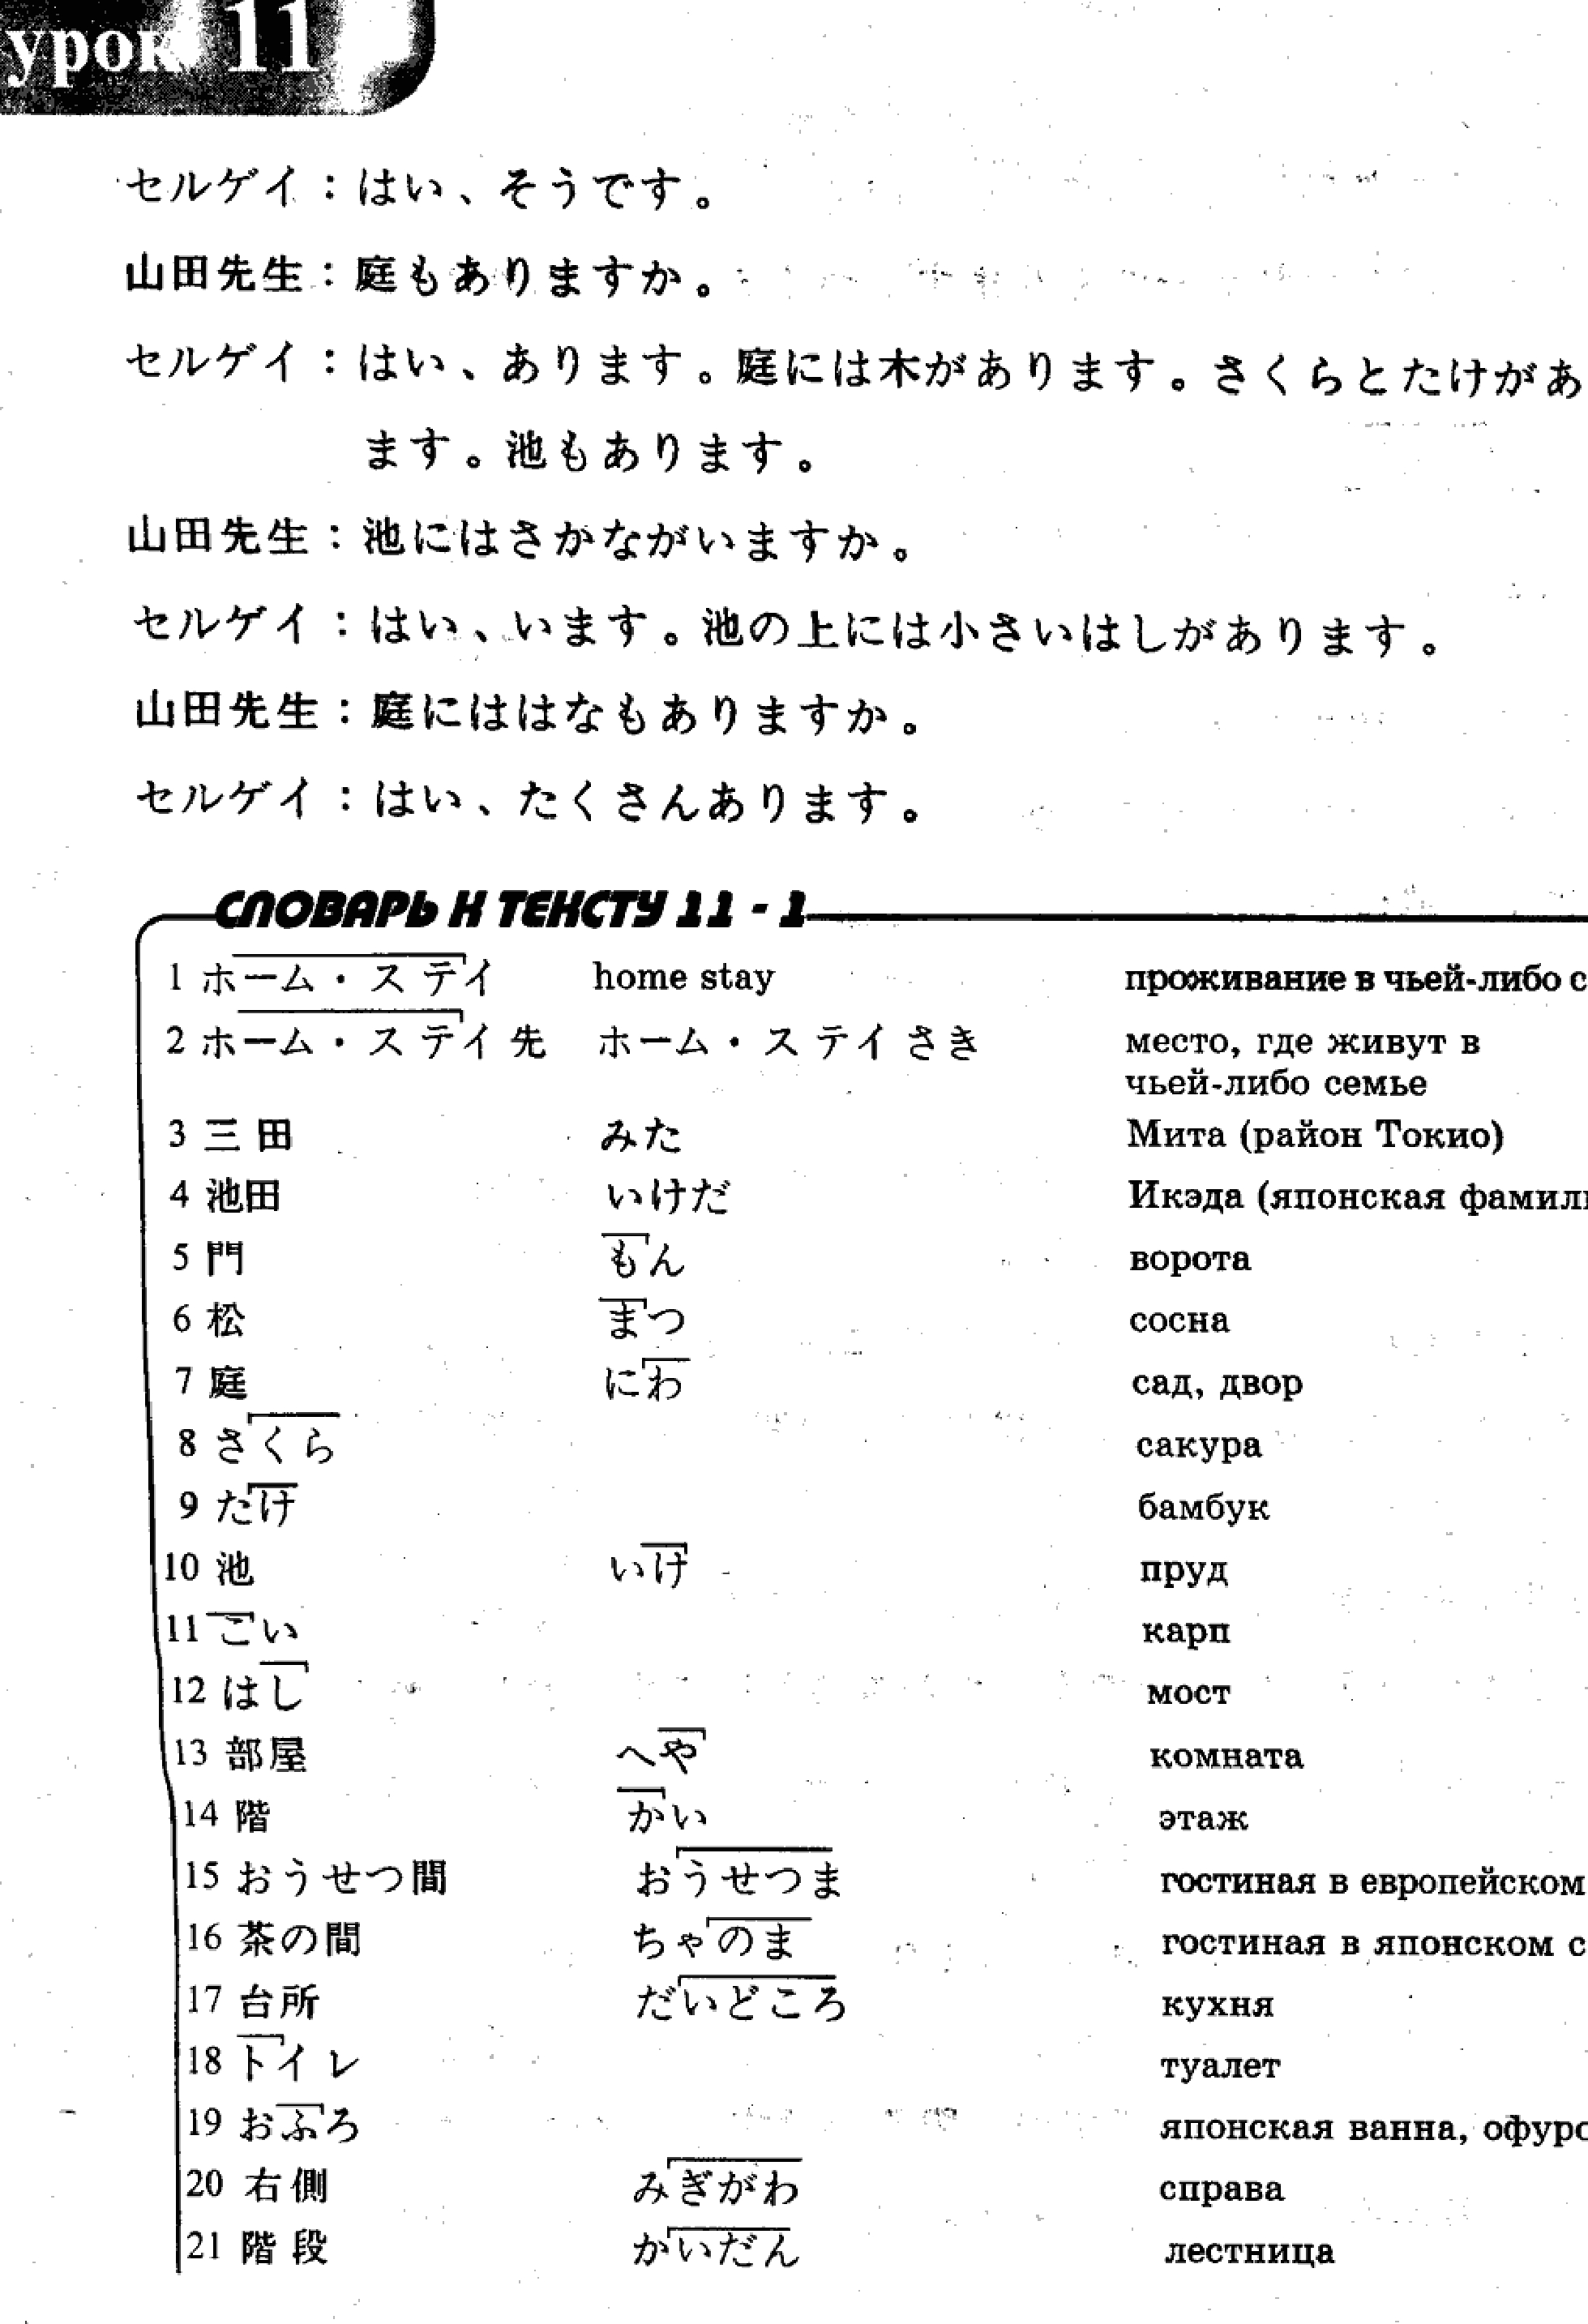 урок 11
セルゲイ：はい、そうです。
山田先生：庭もありますか。
セルゲイ：はい、あります。庭には木があります。さくらとたけがあ
ます。池もあります。
山田先生：池にはさかながいますか。
セルゲイ：はい、います。池の上には小さいはしがあります。
山田先生：庭にははなもありますか。
セルゲイ：はい、たくさんあります。
СЛОВАРЬ К ТЕКСТУ 11 - 1
1 ホーム・ステイ home stay проживание в чьей-либо с
2 ホーム・ステイ先 ホーム・ステイさき место, где живут в
чьей-либо семье
3 三田 みた Мита (район Токио)
4 池田 いけだ Икэда (японская фамили
5 門 もん ворота
6 松 まつ сосна
7 庭 にわ сад, двор
8 さくら сакура
9 たけ бамбук
10 池 いけ пруд
11 こい карп
12 はし мост
13 部屋 へや комната
14 階 かい этаж
15 おうせつ間 おうせつま гостиная в европейском
16 茶の間 ちゃのま гостиная в японском с
17 台所 だいどころ кухня
18 トイレ туалет
19 おふろ японская ванна, офуро
20 右側 みぎがわ справа
21 階段 かいだん лестница